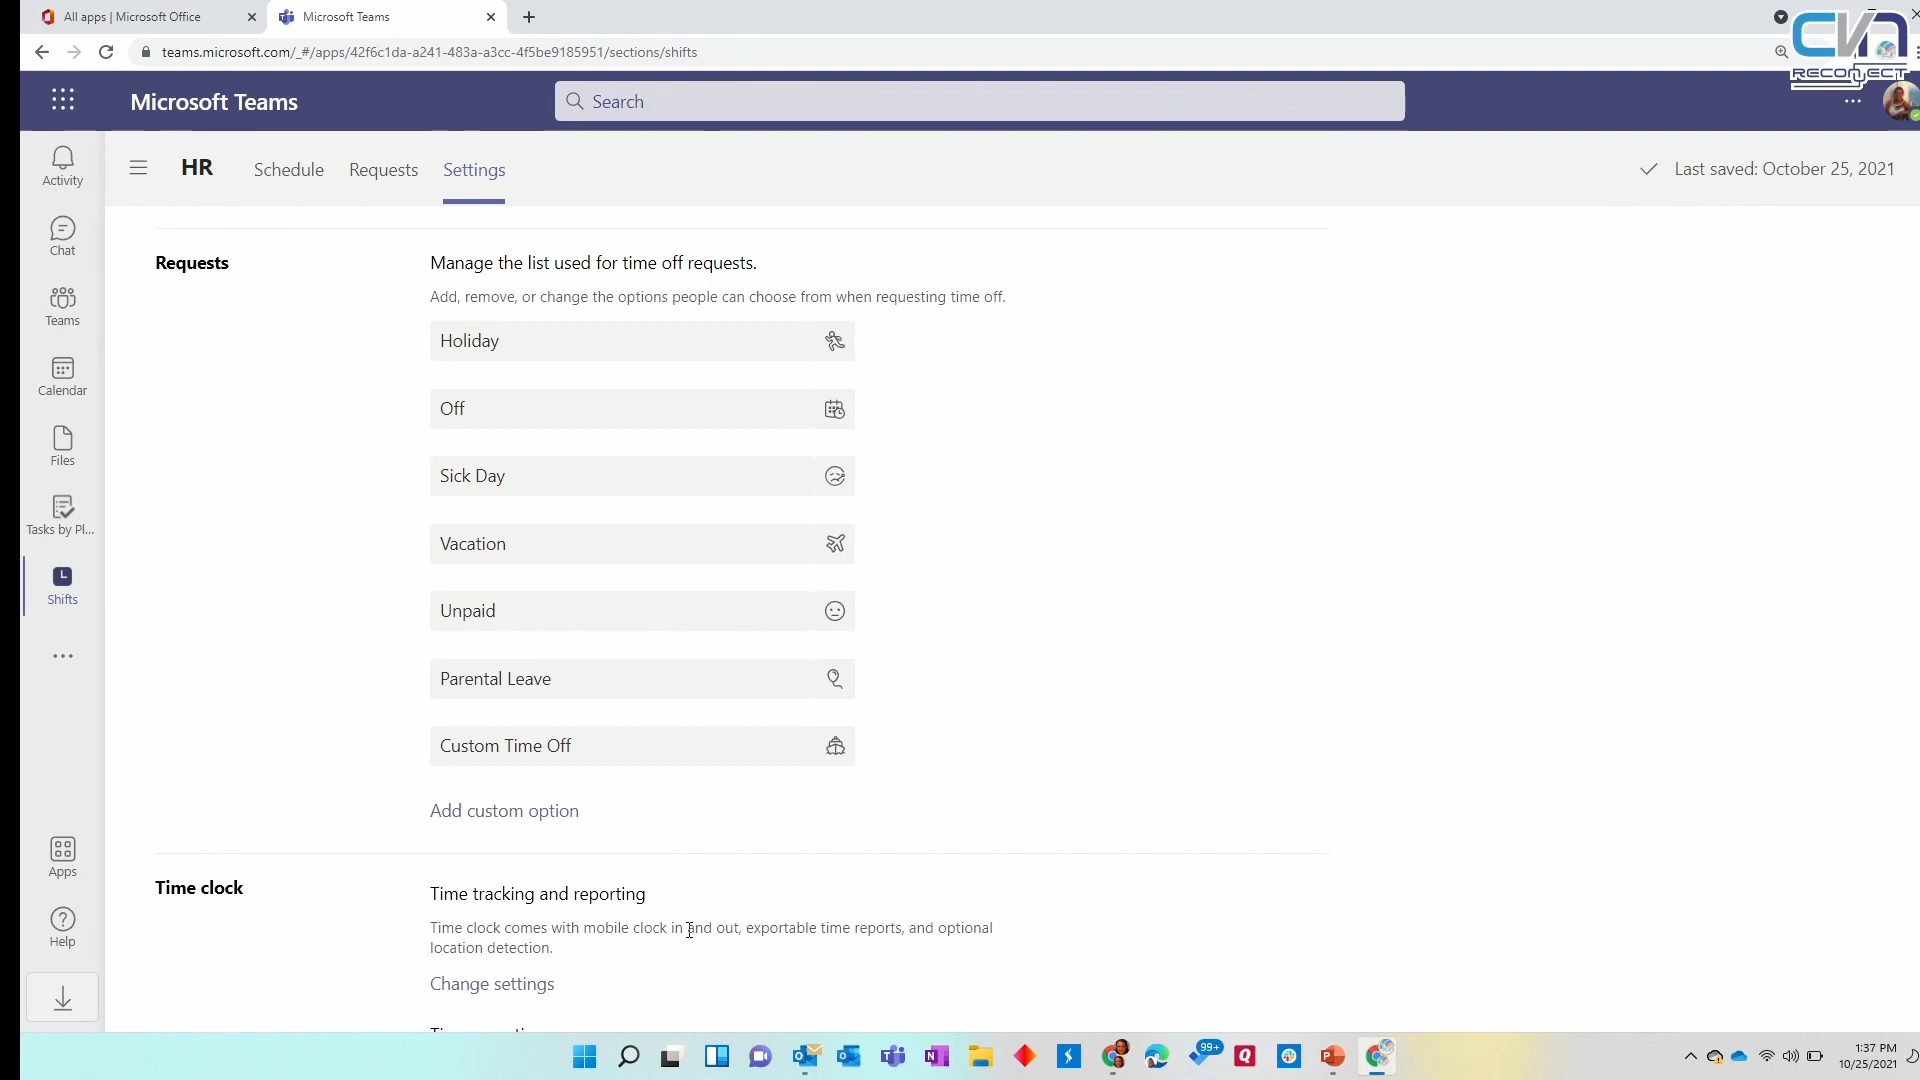 All apps | Microsoft Office
Microsoft Teams
teams.microsoft.com/_#/apps/42f6c1da-a241-483a-a3cc-4f5be9185951/sections/shifts
CVN
RECONJECT
Microsoft Teams
Search
Activity
Chat
Teams
Calendar
Files
Tasks by Pl...
Shifts
Apps
Help
HR
Schedule
Requests
Settings
Last saved: October 25, 2021
Requests
Manage the list used for time off requests.
Add, remove, or change the options people can choose from when requesting time off.
Holiday
Off
Sick Day
Vacation
Unpaid
Parental Leave
Custom Time Off
Add custom option
Time clock
Time tracking and reporting
Time clock comes with mobile clock in and out, exportable time reports, and optional
location detection.
Change settings
99+
1:37 PM
10/25/2021